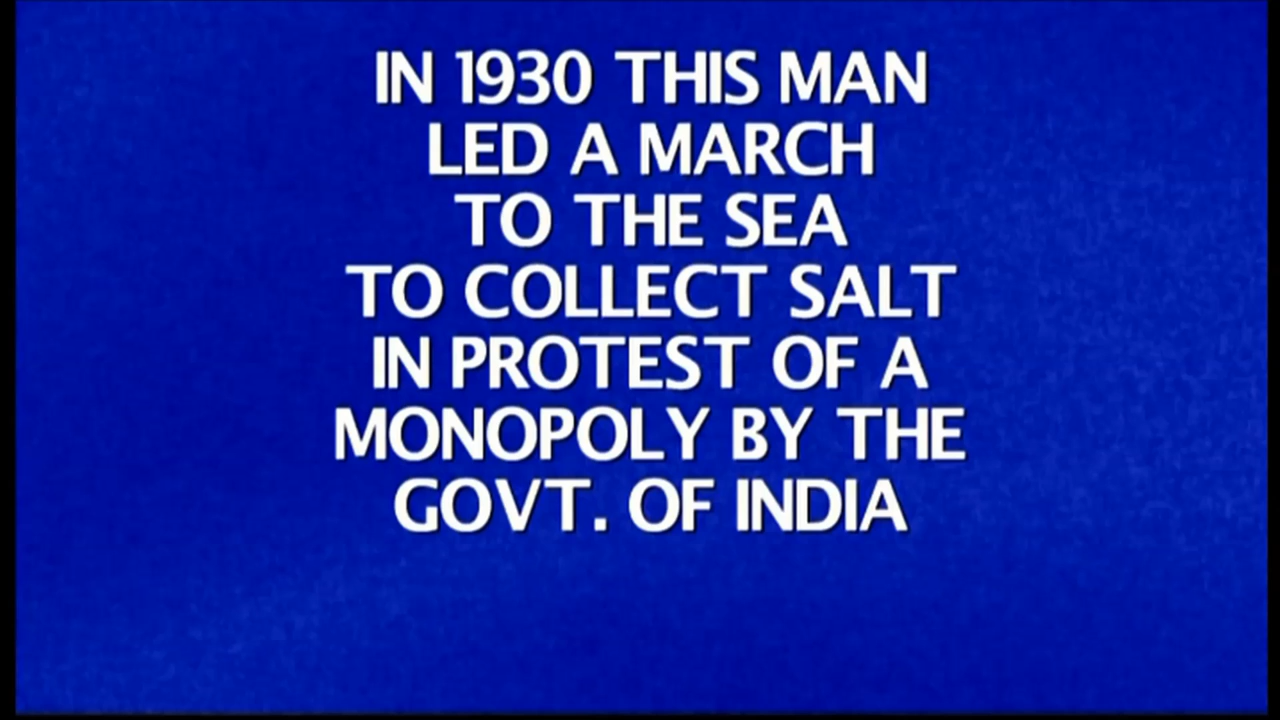 IN 1930 THIS MAN
LED A MARCH
TO THE SEA
TO COLLECT SALT
IN PROTEST OF A
MONOPOLY BY THE
GOVT. OF INDIA